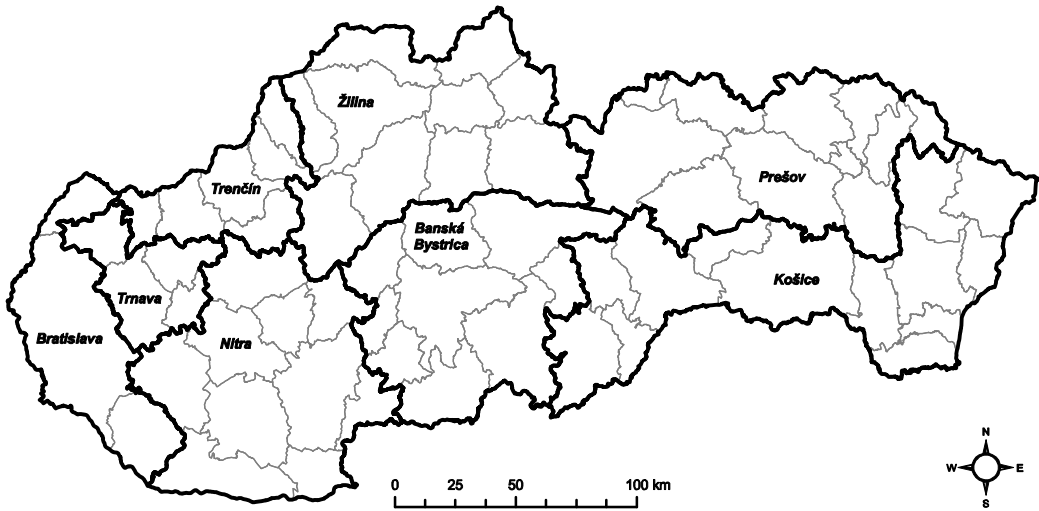 Žilina
Trenčín
Prešov
Banská
Bystrica
Košice
Trnava
Bratislava
Nitra
N
W
E
S
0 25 50 100 km